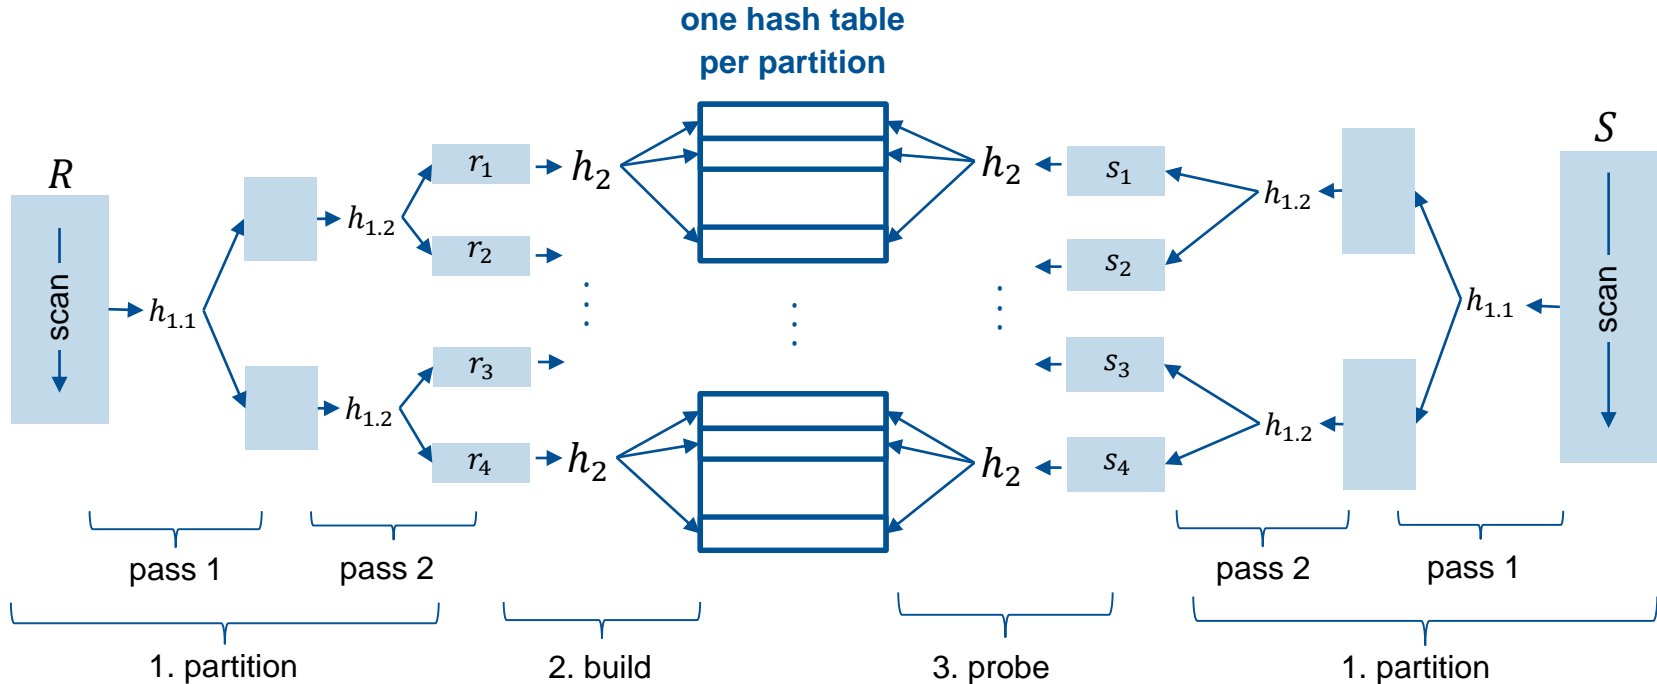 one hash table
per partition
R
S
scan
scan
h₁.₁
h₁.₂
h₁.₂
r₁
r₂
r₃
r₄
h₂
h₂
⋮
⋮
⋮
h₂
h₂
s₁
s₂
s₃
s₄
h₁.₂
h₁.₂
h₁.₁
pass 1
pass 2
pass 2
pass 1
1. partition
2. build
3. probe
1. partition